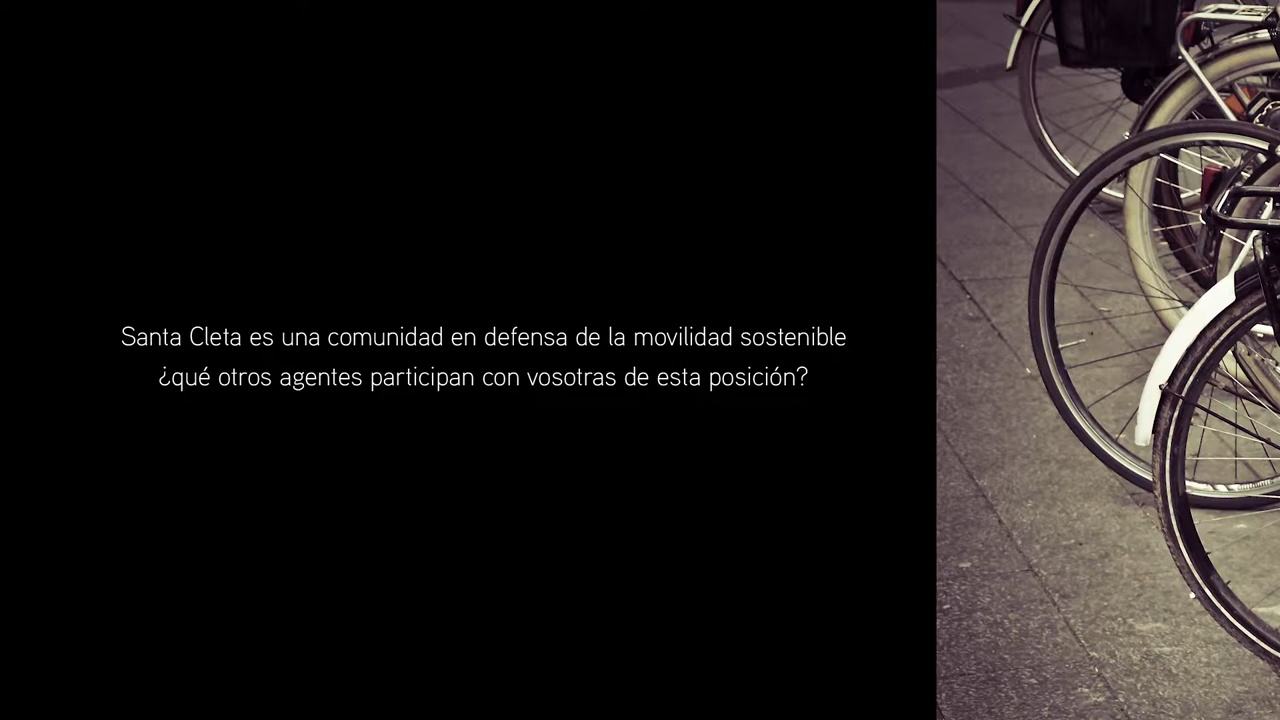 Santa Cleta es una comunidad en defensa de la movilidad sostenible
¿qué otros agentes participan con vosotras de esta posición?